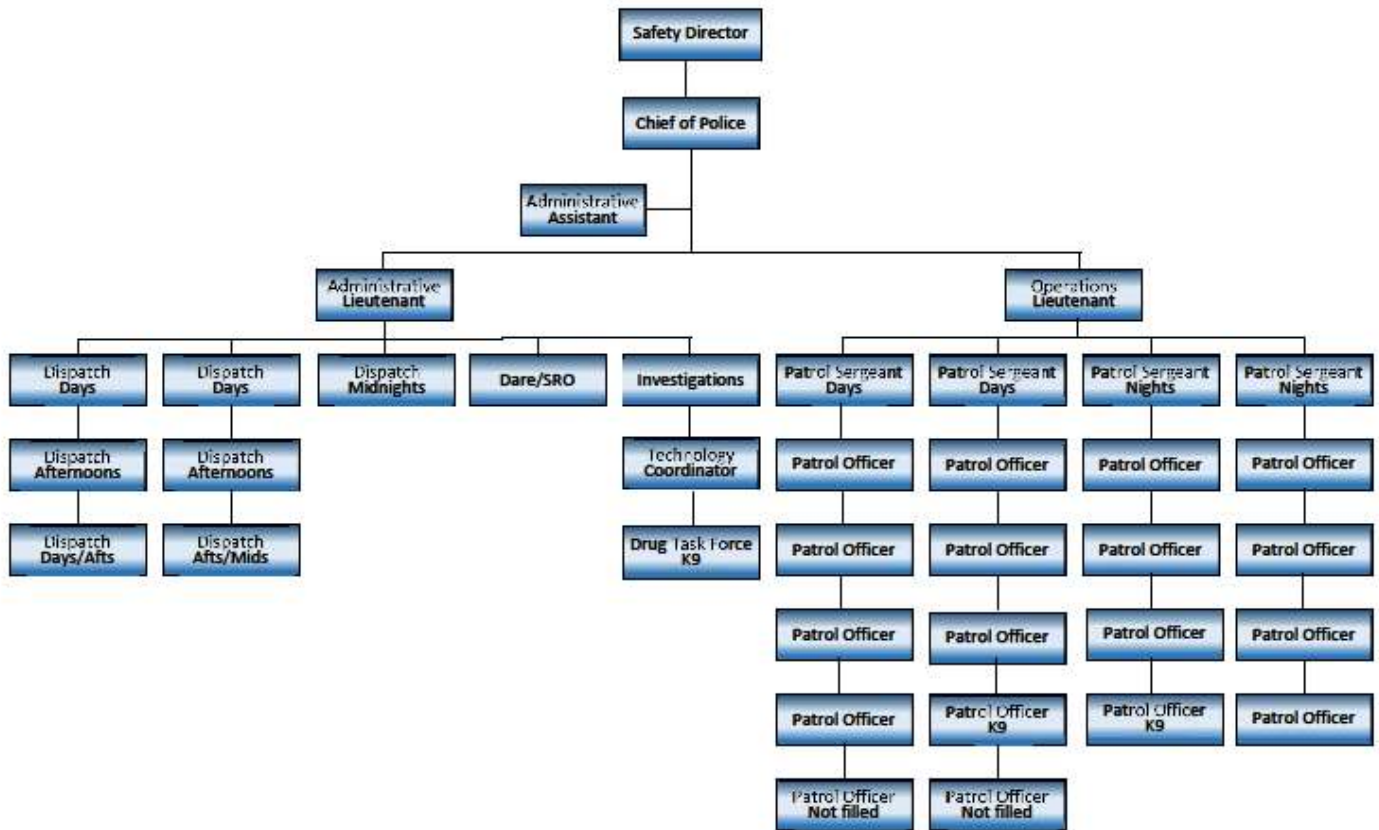 Safety Director
Chief of Police
Administrative
Assistant
Administrative
Lieutenant
Operations
Lieutenant
Dispatch
Days
Dispatch
Days
Dispatch
Midnights
Dare/SRO
Investigations
Patrol Sergeant
Days
Patrol Sergeant
Days
Patrol Sergeant
Nights
Patrol Sergeant
Nights
Dispatch
Afternoons
Dispatch
Afternoons
Technology
Coordinator
Patrol Officer
Patrol Officer
Patrol Officer
Patrol Officer
Dispatch
Days/Afts
Dispatch
Afts/Mids
Drug Task Force
K9
Patrol Officer
Patrol Officer
Patrol Officer
Patrol Officer
Patrol Officer
Patrol Officer
Patrol Officer
Patrol Officer
Patrol Officer
Patrol Officer
K9
Patrol Officer
K9
Patrol Officer
Patrol Officer
Not filled
Patrol Officer
Not filled